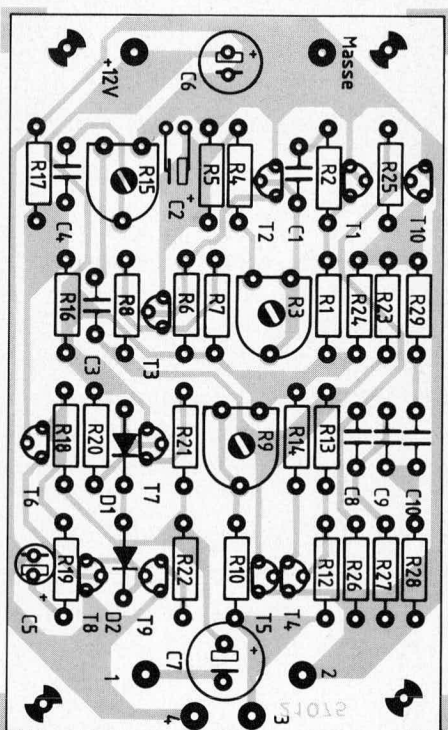 +12V
C6
+
Masse
R17
C4
R15
C2
+
R5
R4
T2
C1
R2
T1
R25
T10
R16
C3
R8
T3
R6
R7
R3
R1
R24
R23
R29
T6
R18
R20
D1
T7
R21
R9
R14
R13
C8
C9
C10
C5
+
R19
T8
D2
T9
R22
R10
T5
T4
R12
R26
R27
R28
1
C7
+
2
4
3
21075